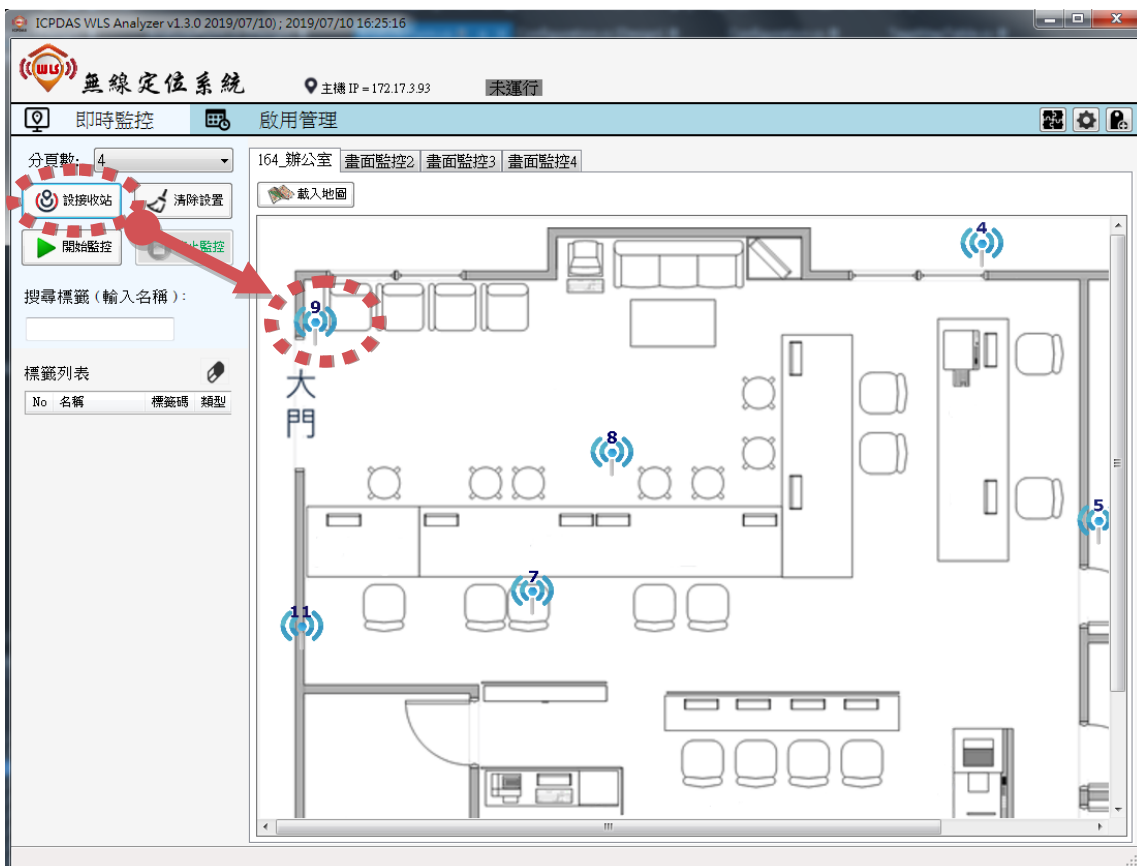 ICPDAS WLS Analyzer v1.3.0 2019/07/10) ; 2019/07/10 16:25:16
WLS
無線定位系統
主機 IP = 172.17.3.93
未運行
即時監控
啟用管理
分頁數: 4
164_辦公室 畫面監控2 畫面監控3 畫面監控4
設接收站 清除設置
載入地圖
開始監控 止監控
搜尋標籤 (輸入名稱) :
標籤列表
No 名稱 標籤碼 類型
4
9
大
門
8
5
7
11